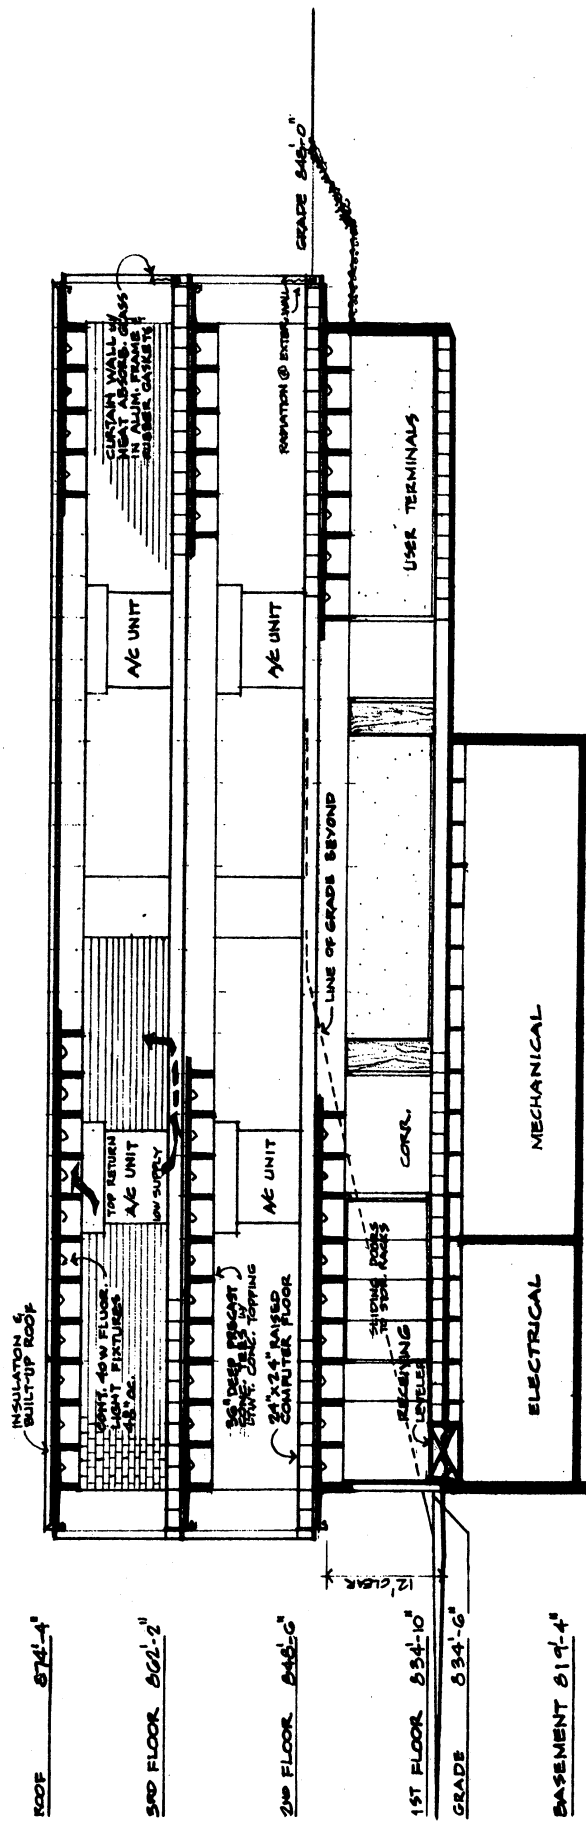 INSULATION &
BUILT-UP ROOF
ROOF 874'-4"
3RD FLOOR 862'-2"
2ND FLOOR 848'-6"
1ST FLOOR 834'-10"
GRADE 834'-6"
BASEMENT 819'-4"
12' CLEAR
CONT. 40W FLUOR.
LIGHT FIXTURES
48" OC.
TOP RETURN
A/C UNIT
LOW SUPPLY
A/C UNIT
CURTAIN WALL W/
HEAT ABSORB. GLASS
IN ALUM. FRAME &
RUBBER GASKETS
36" DEEP PRECAST
CONC. TEES W/
CONC. TOPPING
24" X 24" RAISED
COMPUTER FLOOR
A/C UNIT
A/C UNIT
RADIATION @ EXTER. WALL
GRADE 848'-0"
LINE OF GRADE BEYOND
RECEIVING
LEVELER
SLIDING DOORS
TO STOR. RACKS
CORR.
USER TERMINALS
ELECTRICAL
MECHANICAL